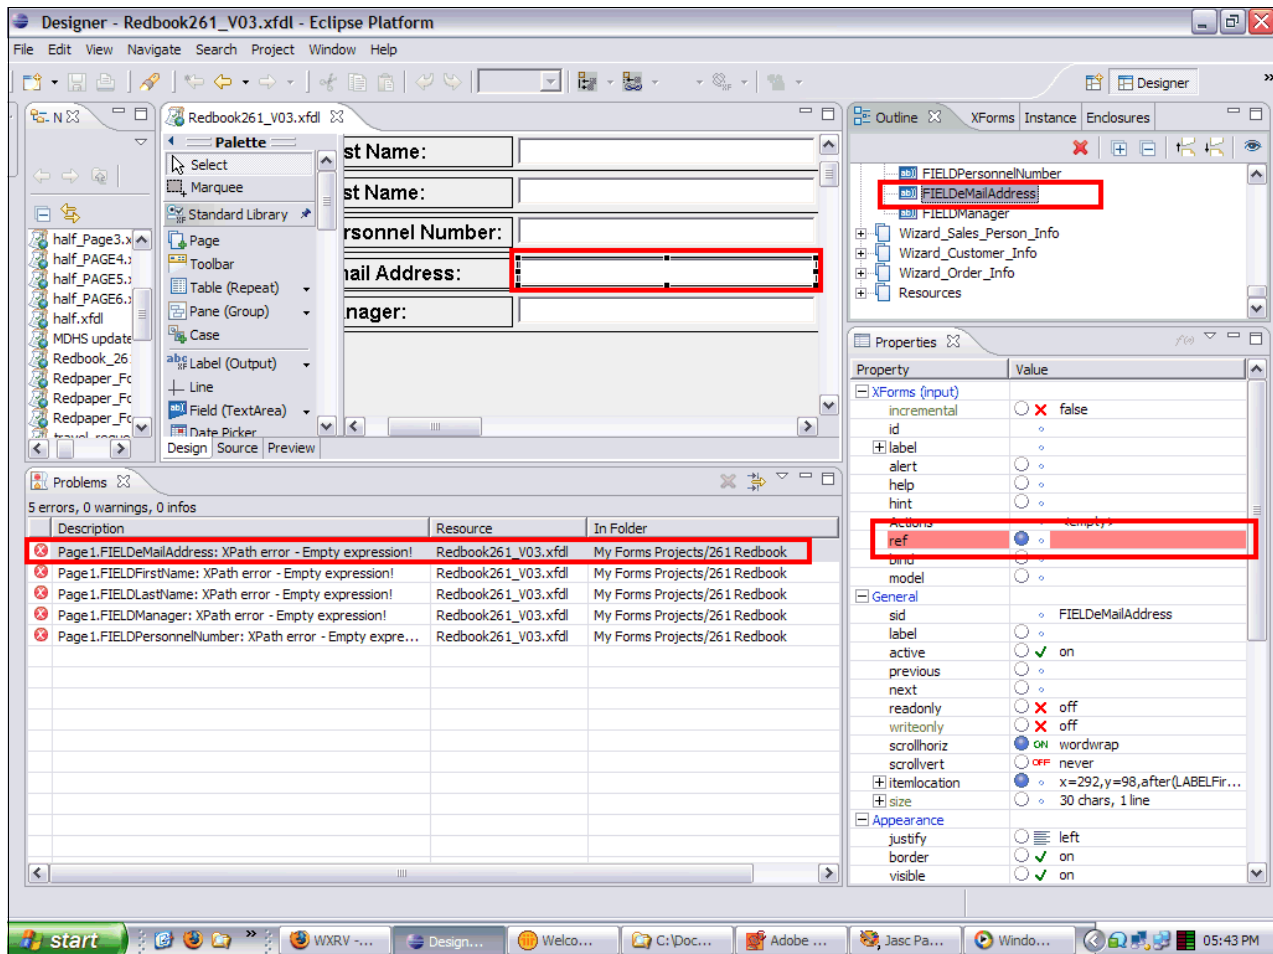 Designer - Redbook261_V03.xfdl - Eclipse Platform
File Edit View Navigate Search Project Window Help
Designer
N
Redbook261_V03.xfdl
Outline XForms Instance Enclosures
Palette
Select
Marquee
Standard Library
Page
Toolbar
Table (Repeat)
Pane (Group)
Case
Label (Output)
Line
Field (TextArea)
Date Picker
Design Source Preview
half_Page3.x
half_PAGE4.
half_PAGE5.
half_PAGE6.
half.xfdl
MDHS update
Redbook_26
Redpaper_Fo
Redpaper_Fo
Redpaper_Fo
st Name:
st Name:
rsonnel Number:
nail Address:
nager:
FIELDPersonnelNumber
FIELDeMailAddress
FIELDManager
Wizard_Sales_Person_Info
Wizard_Customer_Info
Wizard_Order_Info
Resources
Properties
Property Value
XForms (input)
incremental false
id
label
alert
help
hint
Actions <empty>
ref
bind
model
General
sid FIELDeMailAddress
label
active on
previous
next
readonly off
writeonly off
scrollhoriz ON wordwrap
scrollvert OFF never
itemlocation x=292,y=98,after(LABELFir...
size 30 chars, 1 line
Appearance
justify left
border on
visible on
Problems
5 errors, 0 warnings, 0 infos
Description Resource In Folder
Page1.FIELDeMailAddress: XPath error - Empty expression! Redbook261_V03.xfdl My Forms Projects/261 Redbook
Page1.FIELDFirstName: XPath error - Empty expression! Redbook261_V03.xfdl My Forms Projects/261 Redbook
Page1.FIELDLastName: XPath error - Empty expression! Redbook261_V03.xfdl My Forms Projects/261 Redbook
Page1.FIELDManager: XPath error - Empty expression! Redbook261_V03.xfdl My Forms Projects/261 Redbook
Page1.FIELDPersonnelNumber: XPath error - Empty expre... Redbook261_V03.xfdl My Forms Projects/261 Redbook
start WXRV -... Design... Welco... C:\Doc... Adobe ... Jasc Pa... Windo... 05:43 PM